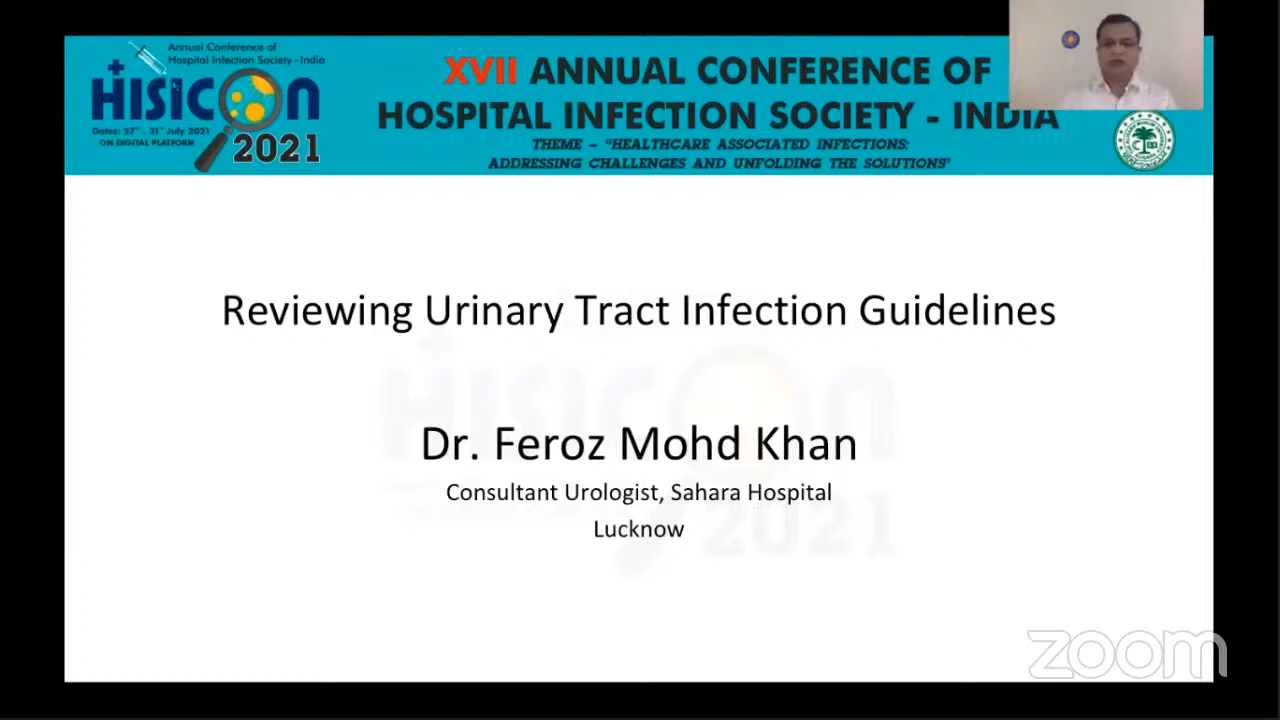 Annual Conference of
Hospital Infection Society -India
HISICON
Dates: 27th - 31st July 2021
ON DIGITAL PLATFORM
2021
XVII ANNUAL CONFERENCE OF
HOSPITAL INFECTION SOCIETY - INDIA
THEME - "HEALTHCARE ASSOCIATED INFECTIONS:
ADDRESSING CHALLENGES AND UNFOLDING THE SOLUTIONS"
Reviewing Urinary Tract Infection Guidelines
Dr. Feroz Mohd Khan
Consultant Urologist, Sahara Hospital
Lucknow
HISICON
2021
zoom